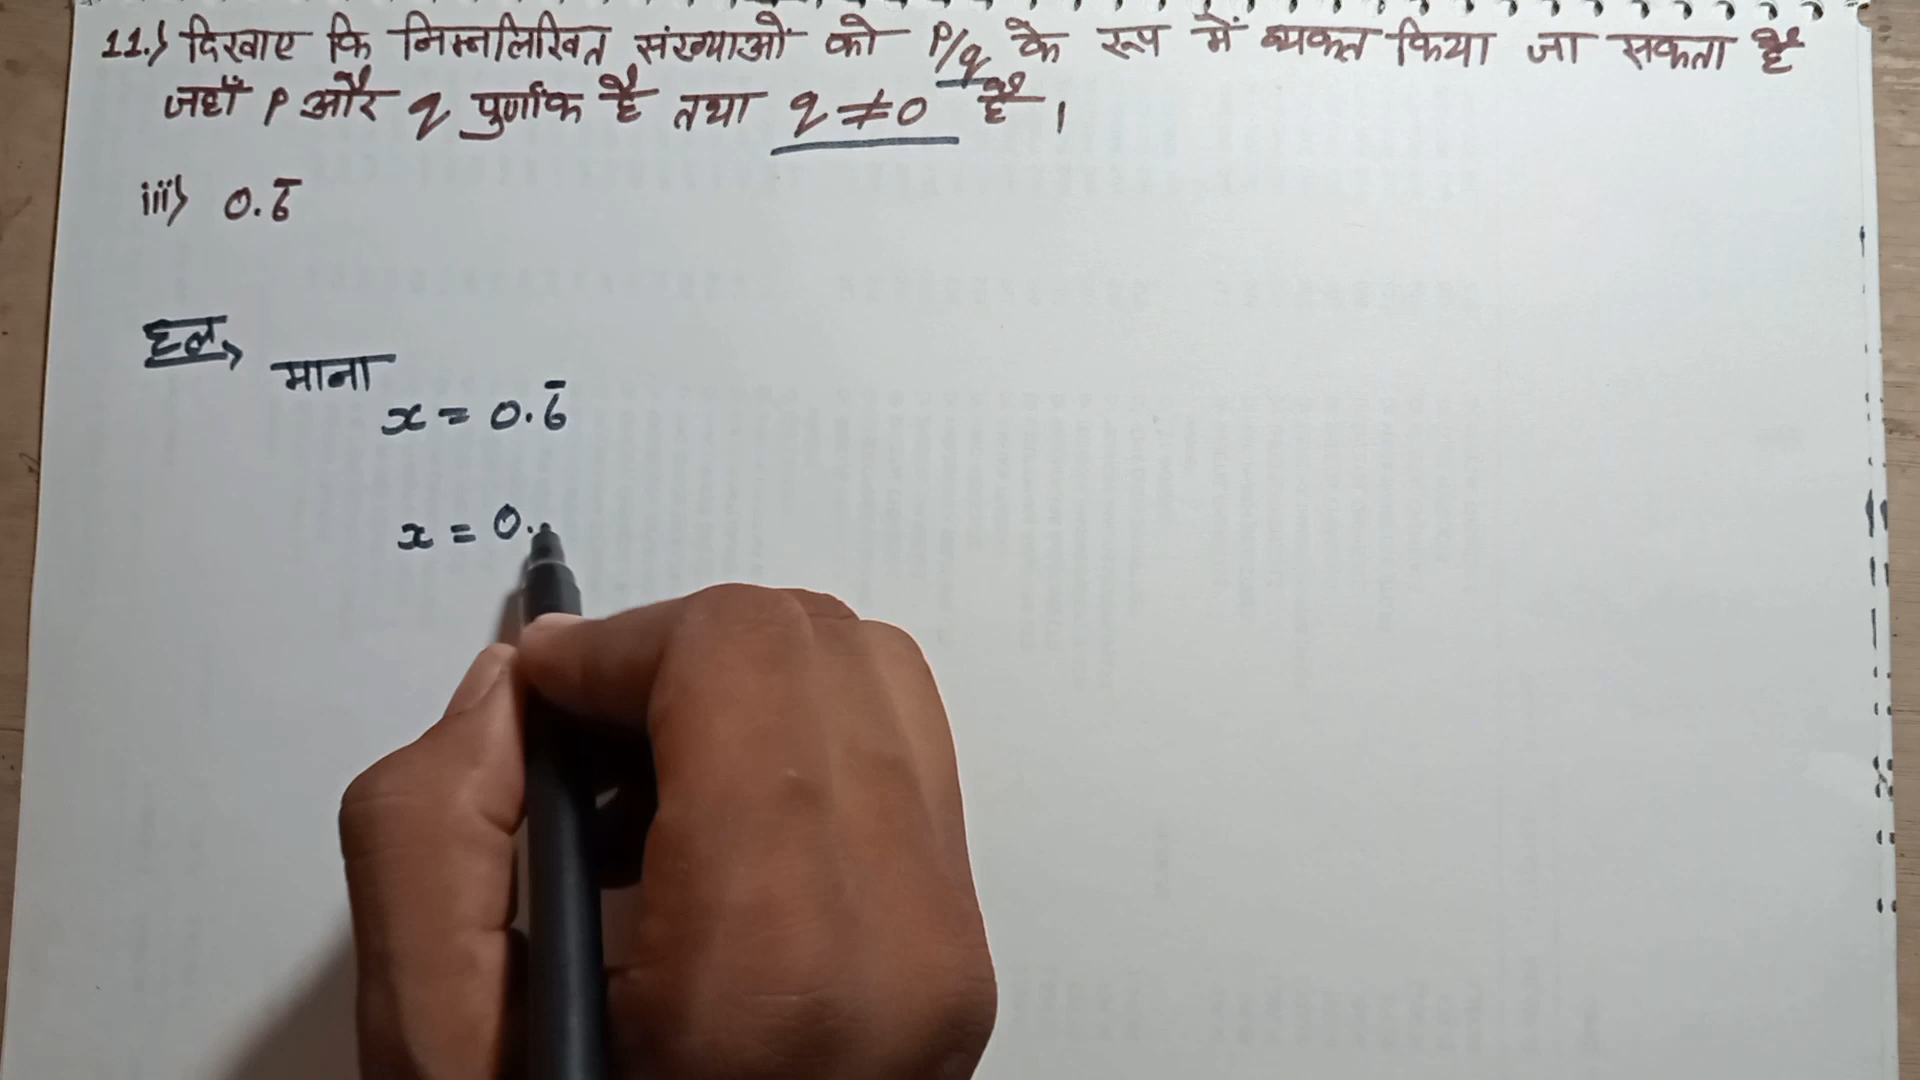 11.) दिखाए कि निम्नलिखित संख्याओं को P/q के रूप में व्यक्त किया जा सकता है
जहाँ P और q पुर्णांक है तथा q ≠ 0 है।
iii) 0.6̄
हल→
माना
x = 0.6̄
x = 0.